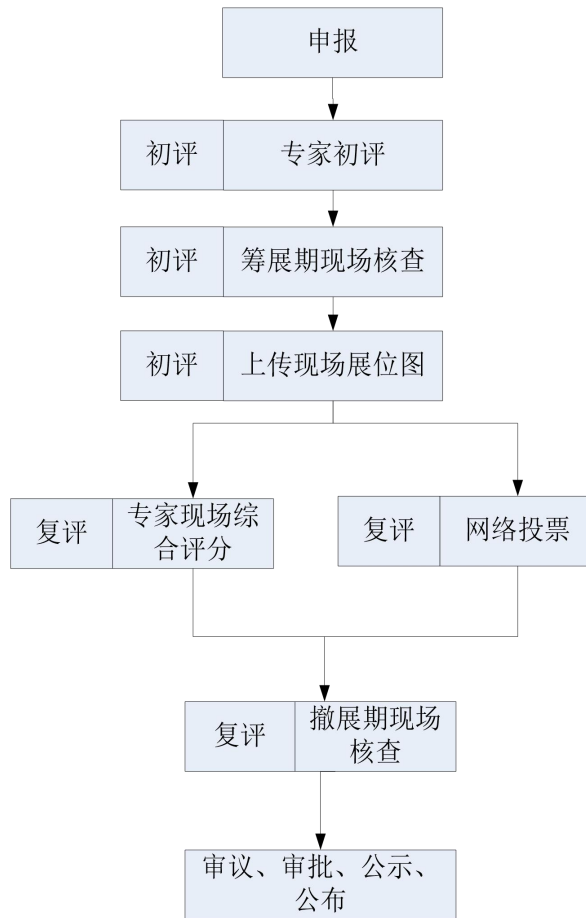 申报
初评 专家初评
初评 筹展期现场核查
初评 上传现场展位图
复评 专家现场综
合评分
复评 网络投票
复评 撤展期现场
核查
审议、审批、公示、
公布